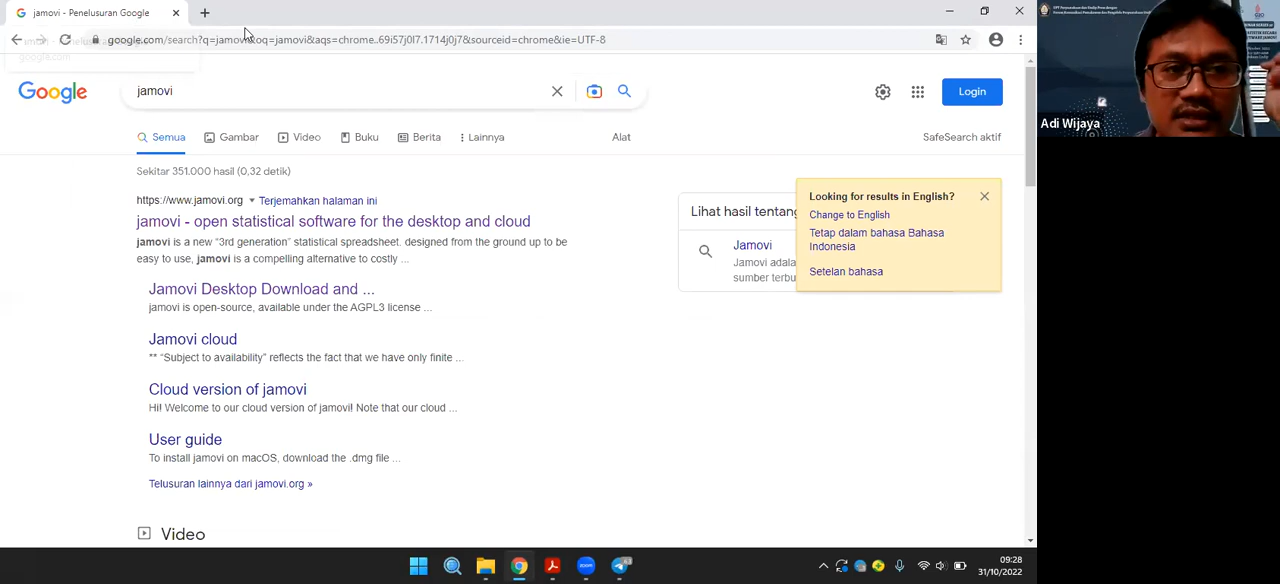 jamovi - Penelusuran Google
google.com/search?q=jamovi&oq=jamovi&aqs=chrome..69i57j0l7.1714j0j7&sourceid=chrome&ie=UTF-8
google.com
Google
jamovi
Login
Semua
Gambar
Video
Buku
Berita
Lainnya
Alat
SafeSearch aktif
Sekitar 351.000 hasil (0,32 detik)
https://www.jamovi.org
Terjemahkan halaman ini
jamovi - open statistical software for the desktop and cloud
jamovi is a new “3rd generation” statistical spreadsheet. designed from the ground up to be
easy to use, jamovi is a compelling alternative to costly ...
Jamovi Desktop Download and ...
jamovi is open-source, available under the AGPL3 license ...
Jamovi cloud
** “Subject to availability” reflects the fact that we have only finite ...
Cloud version of jamovi
Hi! Welcome to our cloud version of jamovi! Note that our cloud ...
User guide
To install jamovi on macOS, download the .dmg file ...
Telusuran lainnya dari jamovi.org »
Video
Lihat hasil tentang
Jamovi
Jamovi adala
sumber terbu
Looking for results in English?
Change to English
Tetap dalam bahasa Bahasa
Indonesia
Setelan bahasa
Adi Wijaya
zoom
09:28
31/10/2022